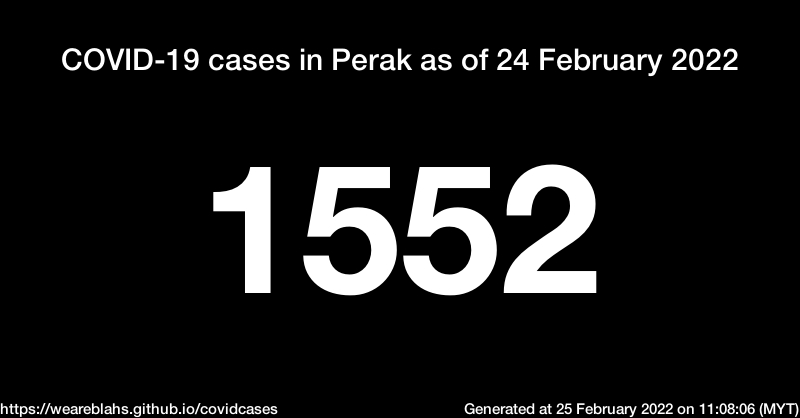 COVID-19 cases in Perak as of 24 February 2022
1552
https://weareblahs.github.io/covidcases
Generated at 25 February 2022 on 11:08:06 (MYT)